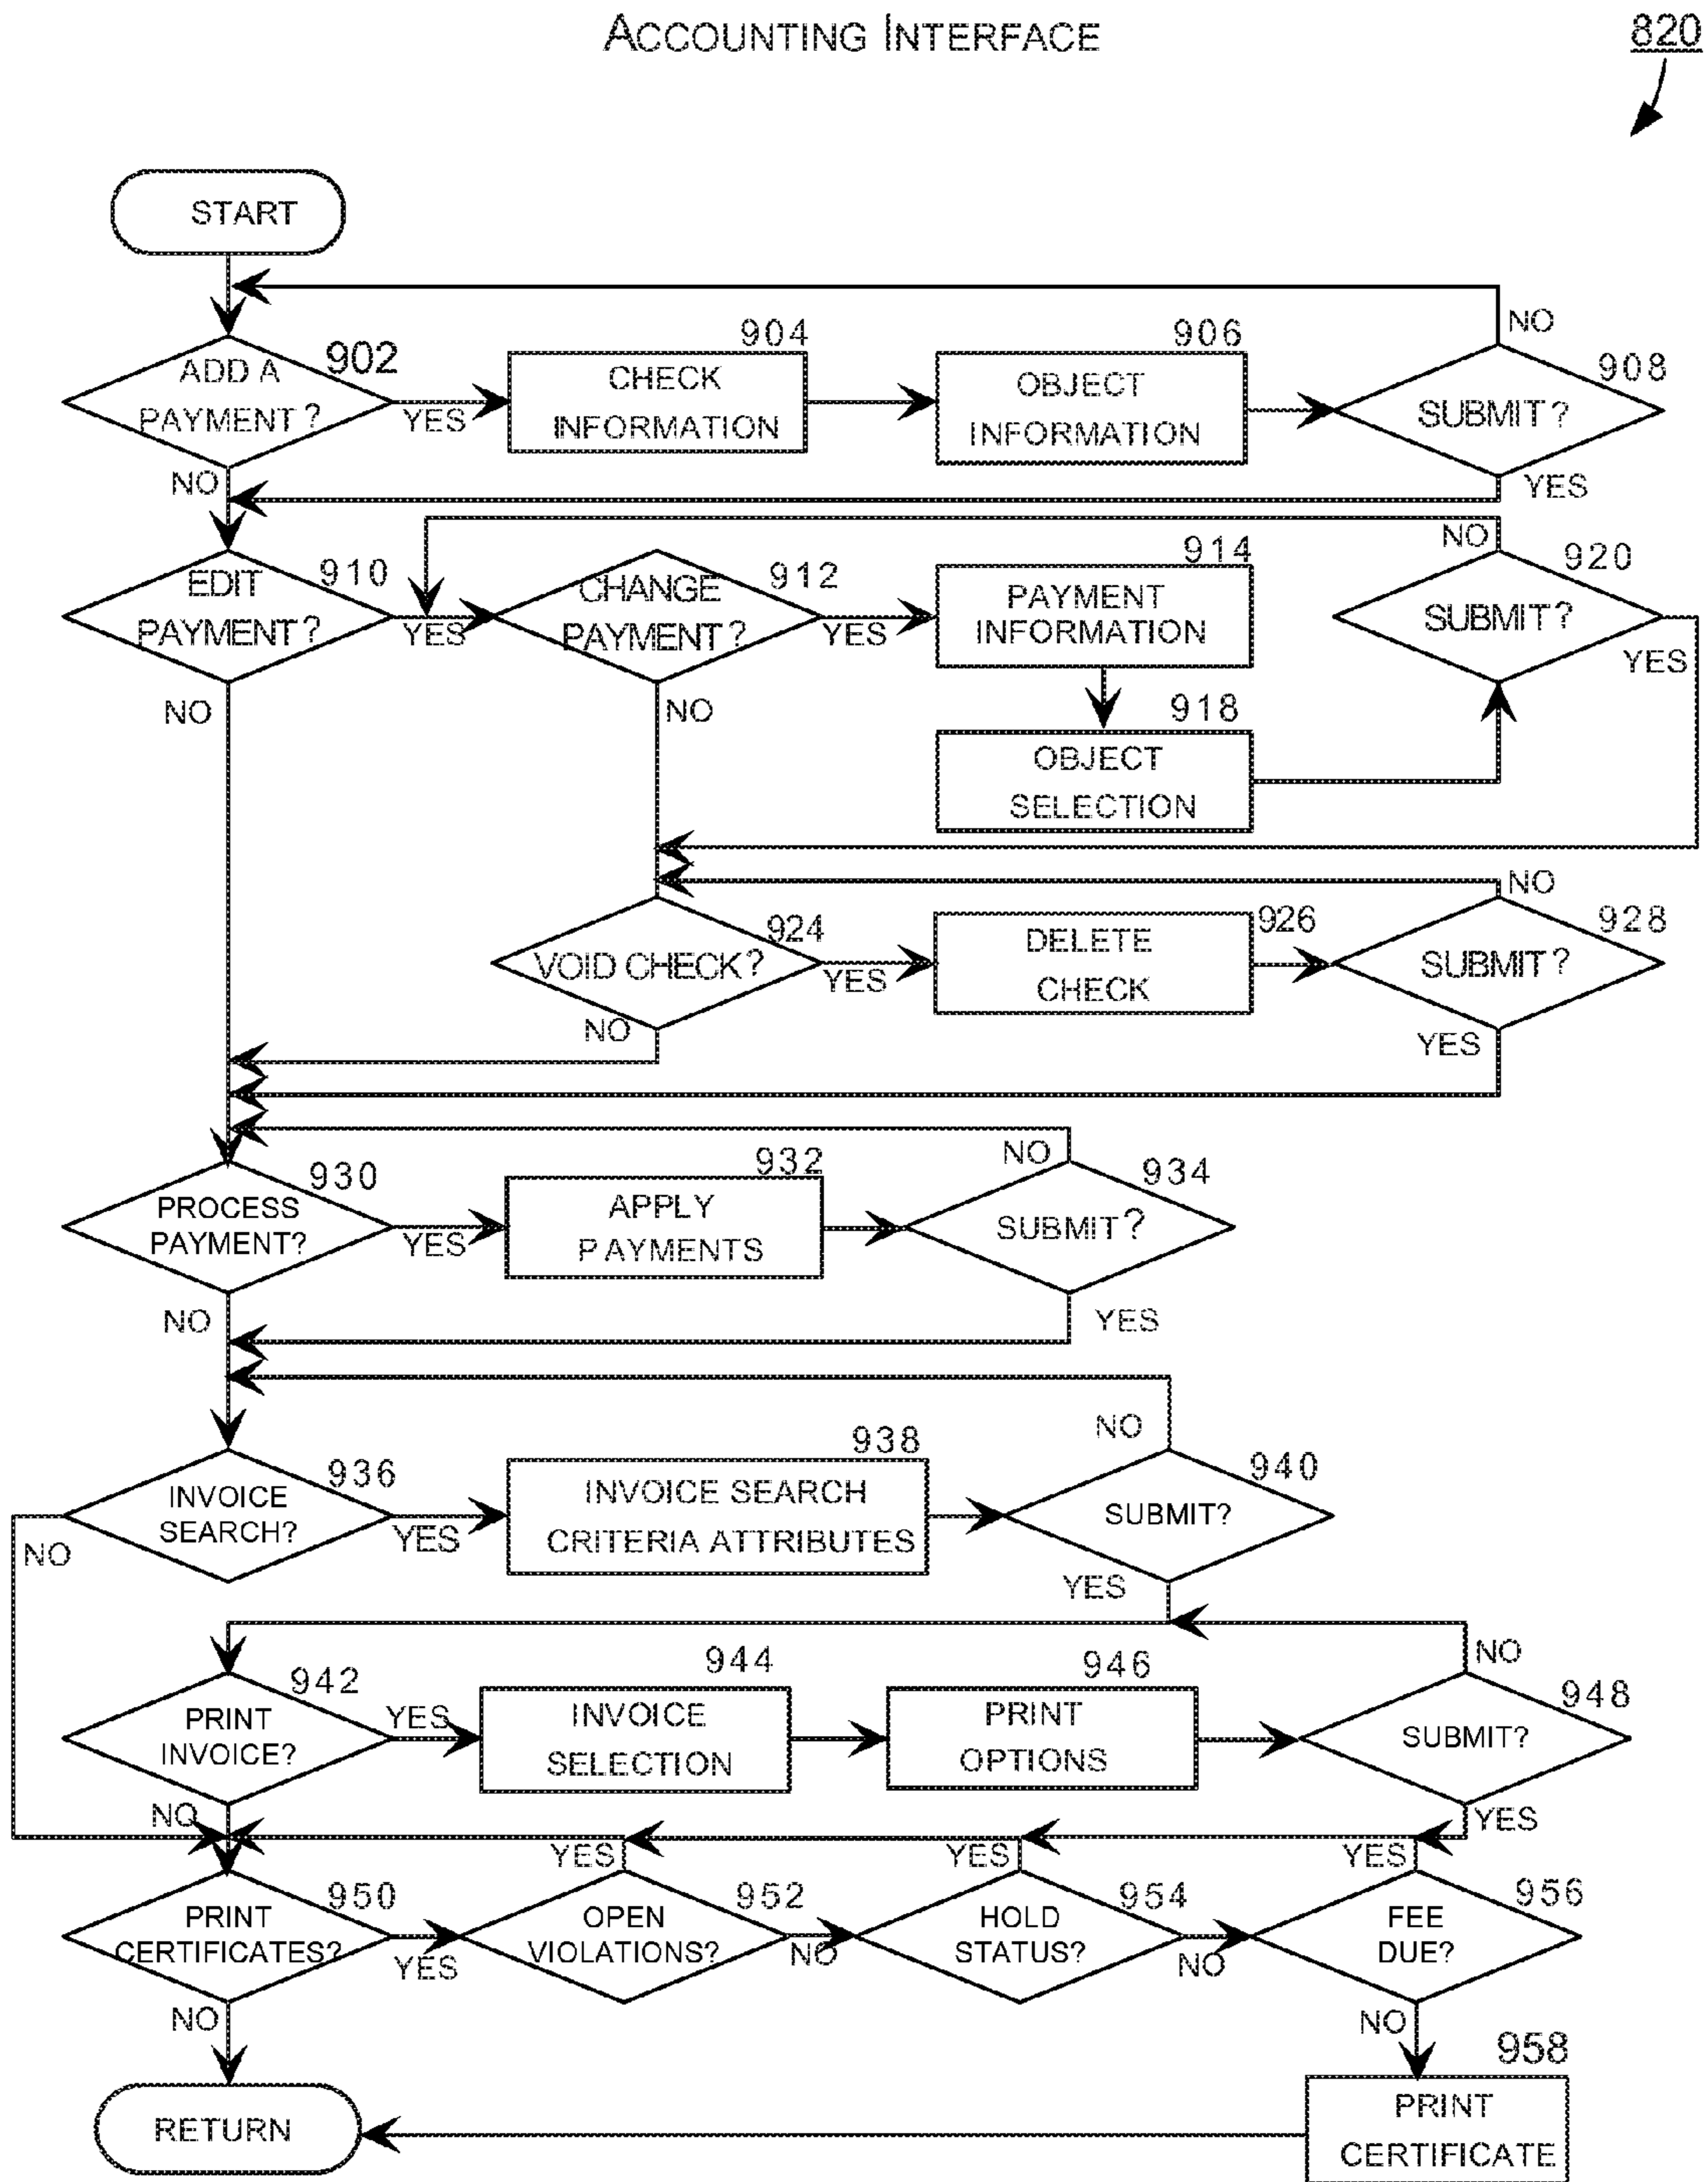 ACCOUNTING INTERFACE
820
START
NO
902
904
906
908
ADD A
PAYMENT?
YES
CHECK
INFORMATION
OBJECT
INFORMATION
SUBMIT?
NO
YES
NO
910
912
914
920
EDIT
PAYMENT?
YES
CHANGE
PAYMENT?
YES
PAYMENT
INFORMATION
SUBMIT?
YES
NO
NO
918
OBJECT
SELECTION
NO
924
926
928
VOID CHECK?
YES
DELETE
CHECK
SUBMIT?
NO
YES
NO
930
932
934
PROCESS
PAYMENT?
YES
APPLY
PAYMENTS
SUBMIT?
NO
YES
NO
936
938
940
INVOICE
SEARCH?
YES
INVOICE SEARCH
CRITERIA ATTRIBUTES
SUBMIT?
NO
YES
NO
942
944
946
948
PRINT
INVOICE?
YES
INVOICE
SELECTION
PRINT
OPTIONS
SUBMIT?
NO
YES
YES
YES
YES
950
952
954
956
PRINT
CERTIFICATES?
YES
OPEN
VIOLATIONS?
NO
HOLD
STATUS?
NO
FEE
DUE?
NO
NO
958
RETURN
PRINT
CERTIFICATE